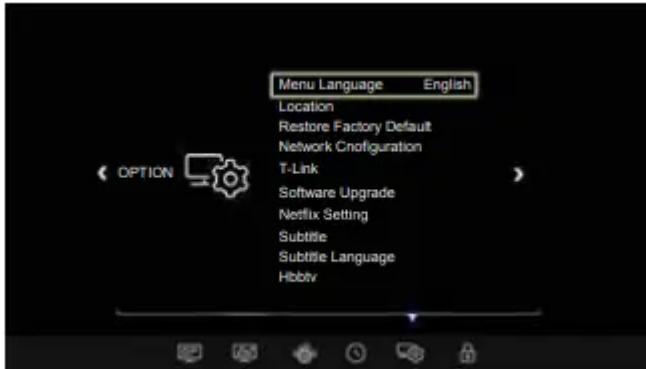 Menu Language English
Location
Restore Factory Default
Network Cnofiguration
OPTION
T-Link
Software Upgrade
Netflix Setting
Subtitle
Subtitle Language
Hbbtv